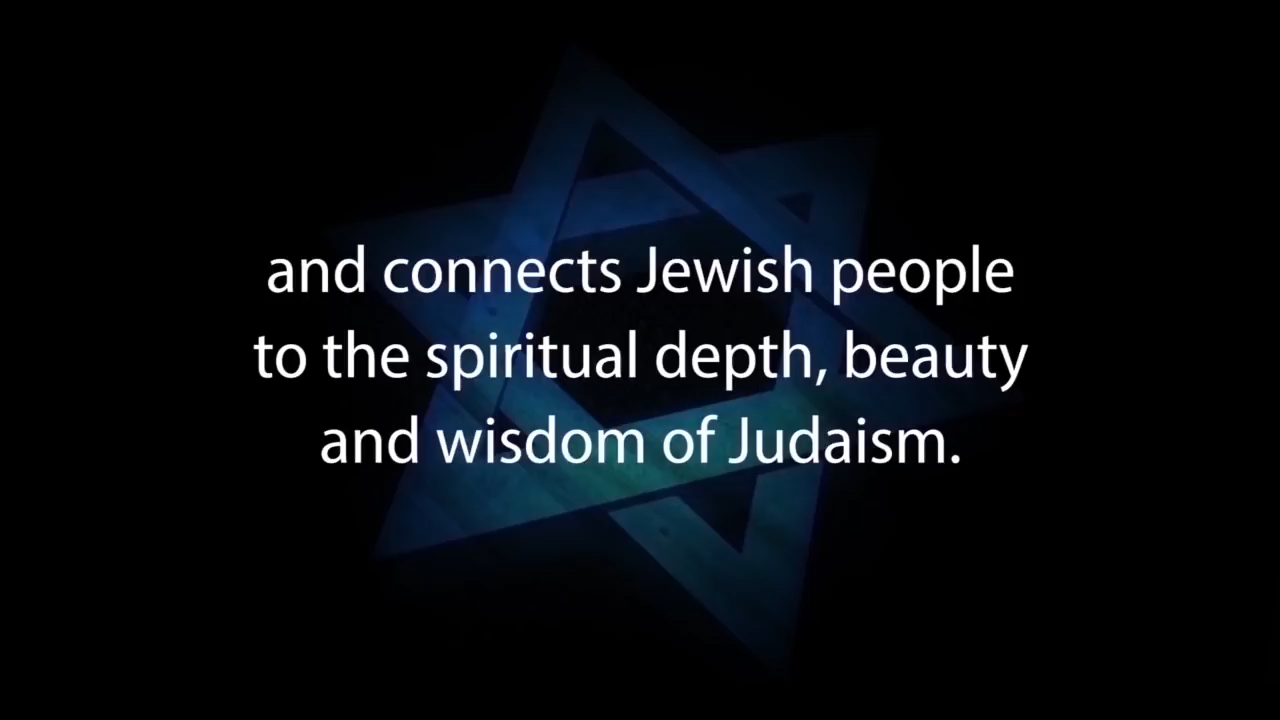 and connects Jewish people
to the spiritual depth, beauty
and wisdom of Judaism.